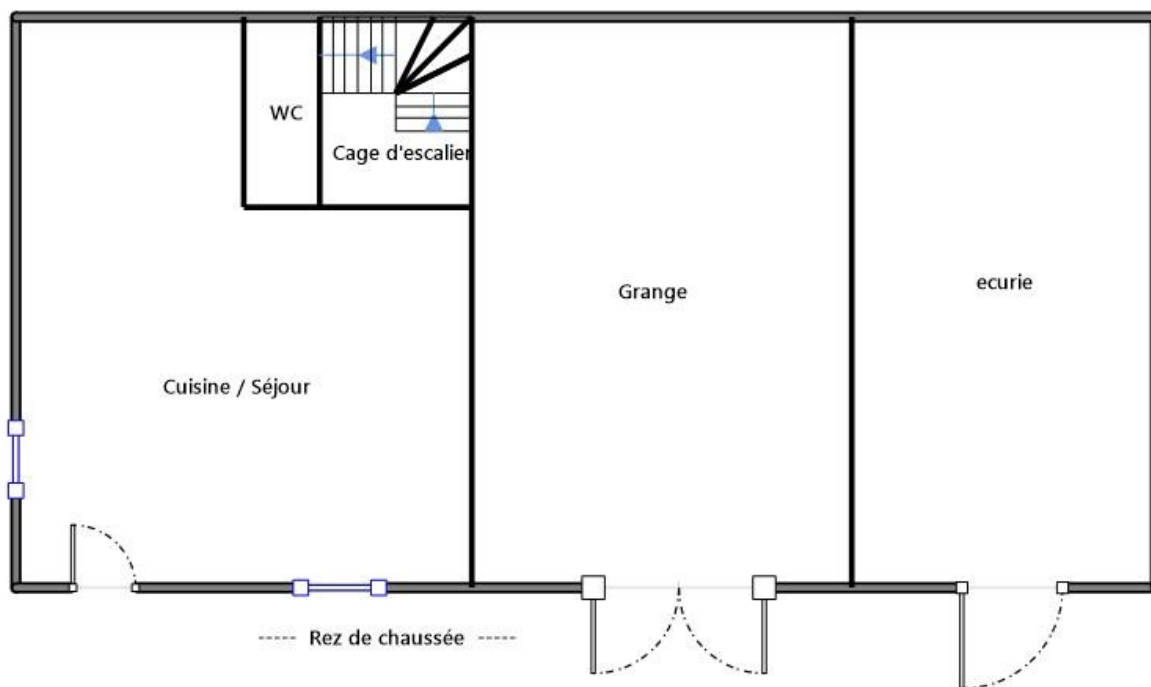 WC
Cage d'escalier
Grange
ecurie
Cuisine / Séjour
----- Rez de chaussée -----